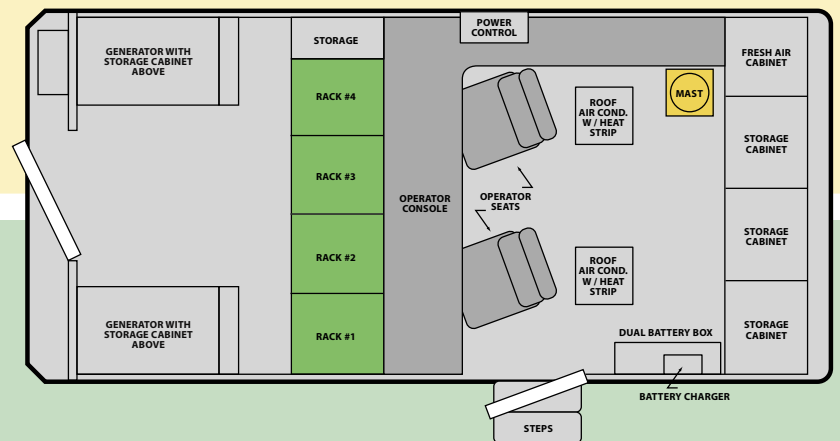 POWER
CONTROL
GENERATOR WITH
STORAGE CABINET
ABOVE
STORAGE
RACK #4
RACK #3
RACK #2
RACK #1
GENERATOR WITH
STORAGE CABINET
ABOVE
OPERATOR
CONSOLE
OPERATOR
SEATS
ROOF
AIR COND.
W / HEAT
STRIP
ROOF
AIR COND.
W / HEAT
STRIP
MAST
FRESH AIR
CABINET
STORAGE
CABINET
STORAGE
CABINET
STORAGE
CABINET
DUAL BATTERY BOX
BATTERY CHARGER
STEPS